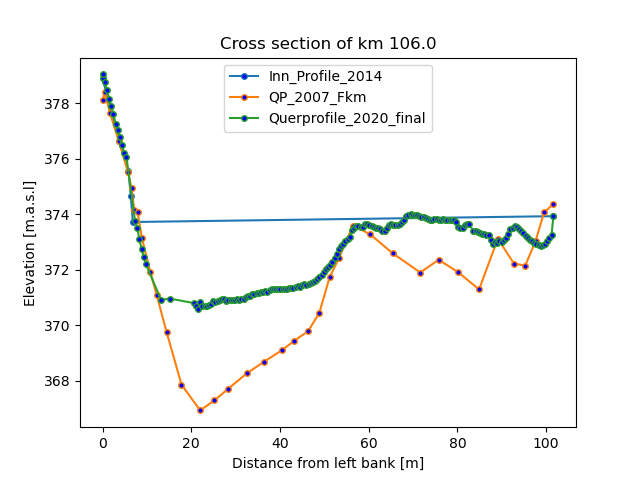 Cross section of km 106.0
Inn_Profile_2014
QP_2007_Fkm
Querprofile_2020_final
Elevation [m.a.s.l]
378
376
374
372
370
368
0
20
40
60
80
100
Distance from left bank [m]